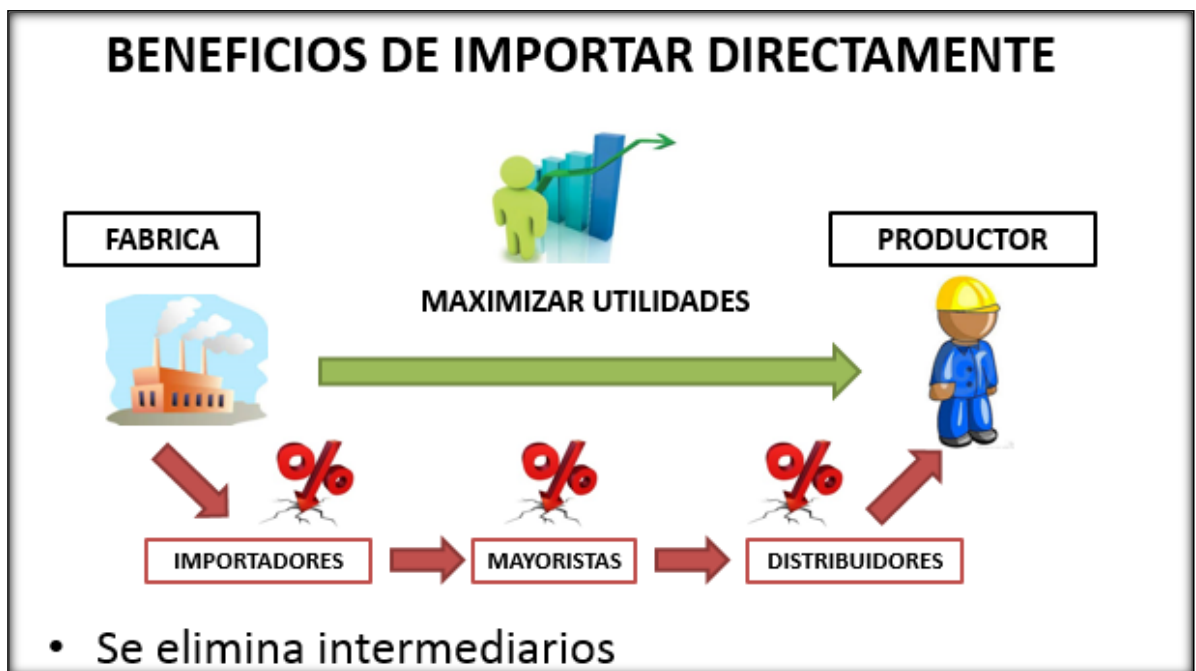 BENEFICIOS DE IMPORTAR DIRECTAMENTE
FABRICA
PRODUCTOR
MAXIMIZAR UTILIDADES
%
%
%
IMPORTADORES
MAYORISTAS
DISTRIBUIDORES
• Se elimina intermediarios